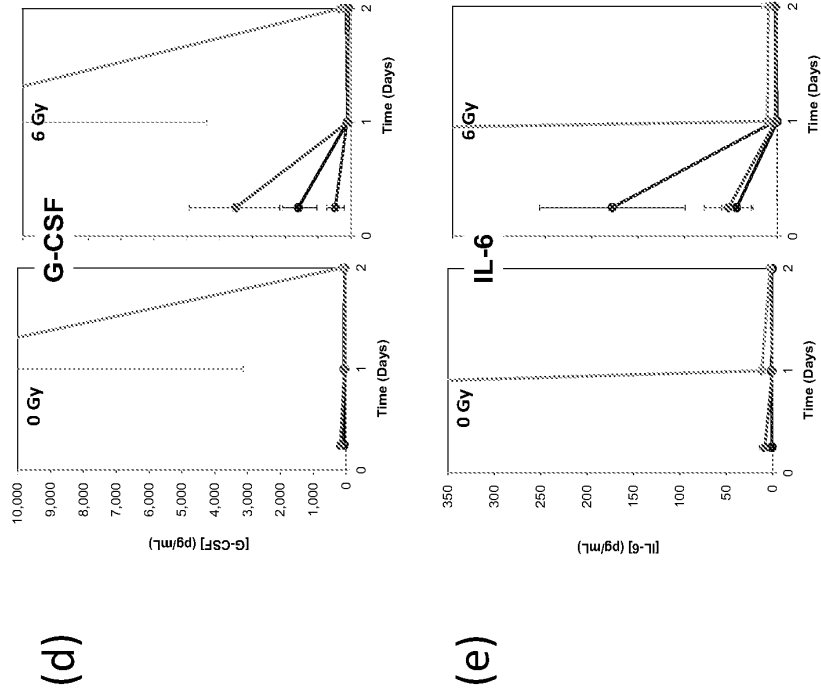 (d)
G-CSF
0 Gy
6 Gy
[G-CSF] (pg/mL)
10,000
9,000
8,000
7,000
6,000
5,000
4,000
3,000
2,000
1,000
0
0 1 2
Time (Days)
0 1 2
Time (Days)
(e)
IL-6
0 Gy
6 Gy
[IL-6] (pg/mL)
350
300
250
200
150
100
50
0
0 1 2
Time (Days)
0 1 2
Time (Days)